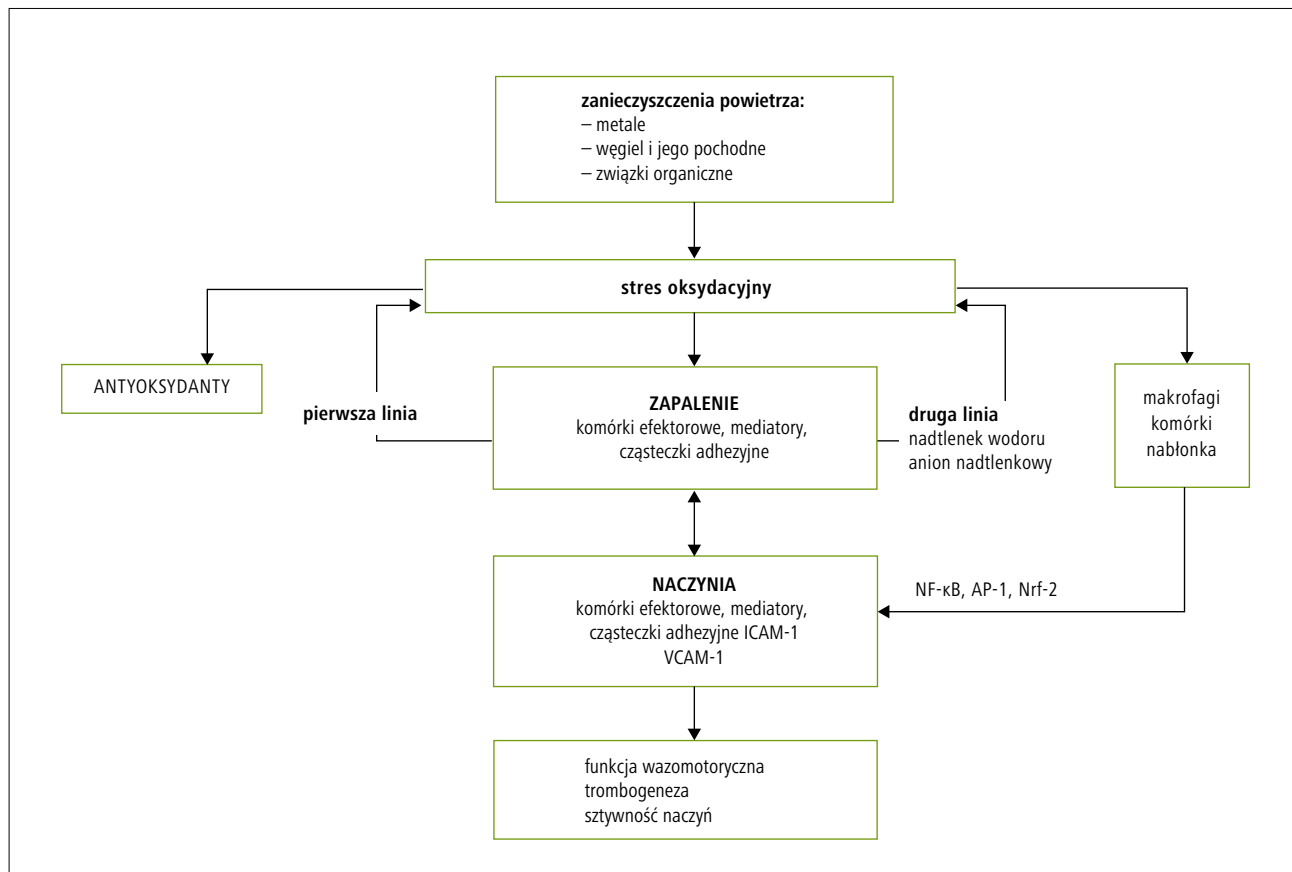 zanieczyszczenia powietrza:
– metale
– węgiel i jego pochodne
– związki organiczne
stres oksydacyjny
ANTYOKSYDANTY
pierwsza linia
ZAPALENIE
komórki efektorowe, mediatory,
cząsteczki adhezyjne
druga linia
nadtlenek wodoru
anion nadtlenkowy
makrofagi
komórki
nabłonka
NACZYNIA
komórki efektorowe, mediatory,
cząsteczki adhezyjne ICAM-1
VCAM-1
NF-κB, AP-1, Nrf-2
funkcja wazomotoryczna
trombogeneza
sztywność naczyń